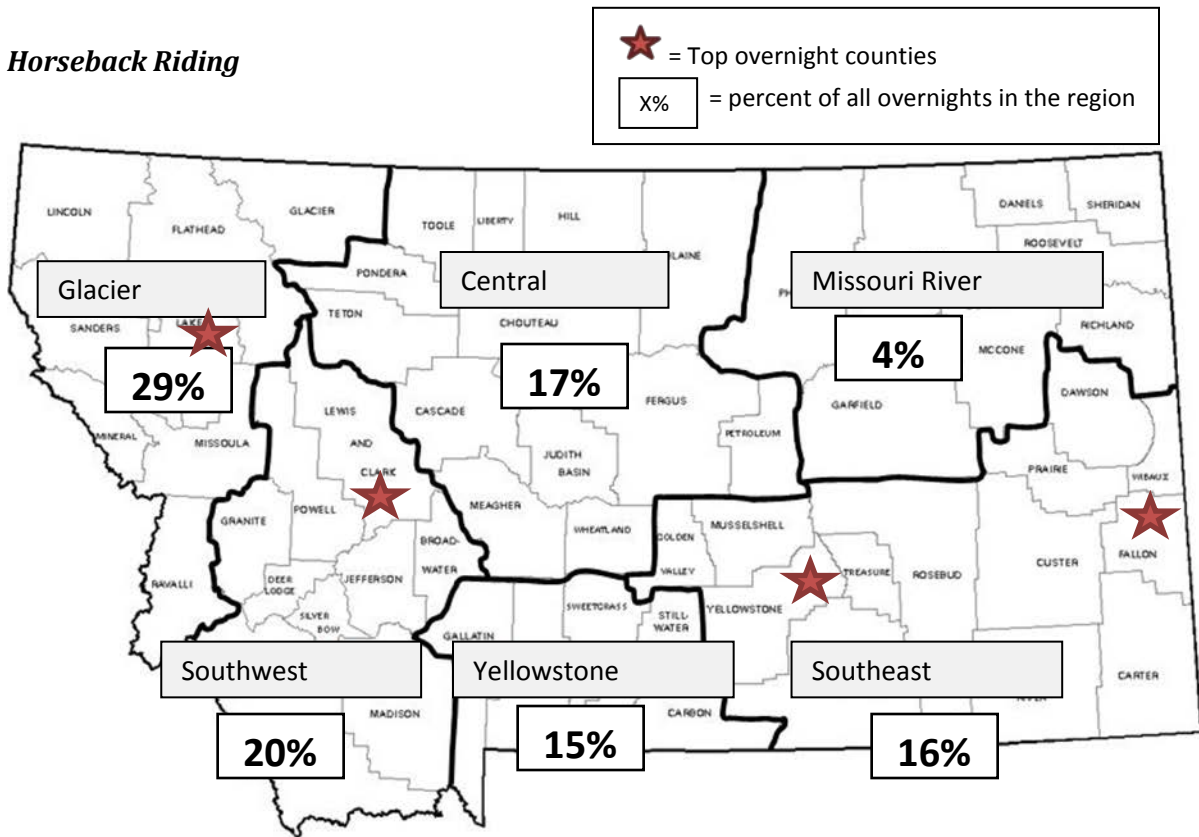 Horseback Riding
= Top overnight counties
X% = percent of all overnights in the region
LINCOLN
FLATHEAD
GLACIER
TOOLE
LIBERTY
HILL
DANIELS
SHERIDAN
ROOSEVELT
PONDERA
Glacier
Central
Missouri River
SANDERS
LAKE
TETON
CHOUTEAU
RICHLAND
29%
17%
4%
MCCONE
DAWSON
MINERAL
MISSOULA
LEWIS
AND
CLARK
CASCADE
FERGUS
PETROLEUM
GARFIELD
JUDITH
BASIN
PRAIRIE
WIBAUX
GRANITE
POWELL
MEAGHER
WHEATLAND
GOLDEN
VALLEY
MUSSELSHELL
RAVALLI
DEER
LODGE
JEFFERSON
BROAD-
WATER
TREASURE
ROSEBUD
CUSTER
FALLON
SILVER
BOW
GALLATIN
SWEETGRASS
STILL-
WATER
YELLOWSTONE
Southwest
Yellowstone
Southeast
CARTER
MADISON
CARBON
20%
15%
16%